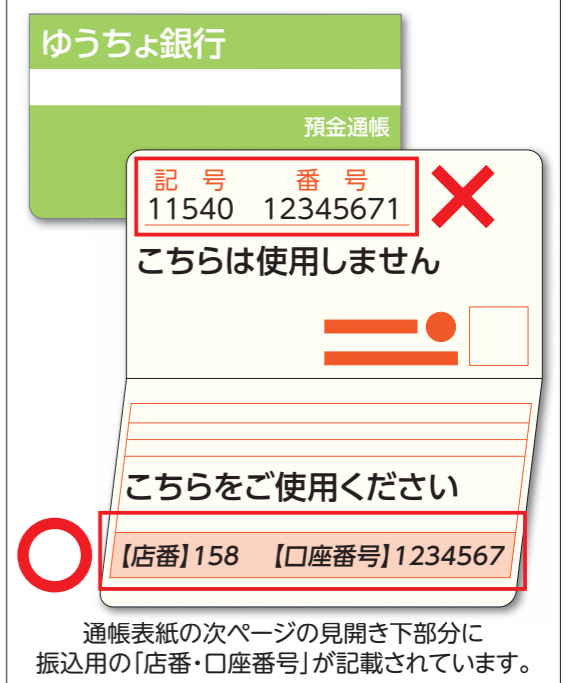 ゆうちょ銀行
預金通帳
記 号 番 号
11540 12345671
こちらは使用しません
こちらをご使用ください
【店番】158 【口座番号】1234567
通帳表紙の次ページの見開き下部分に
振込用の「店番・口座番号」が記載されています。